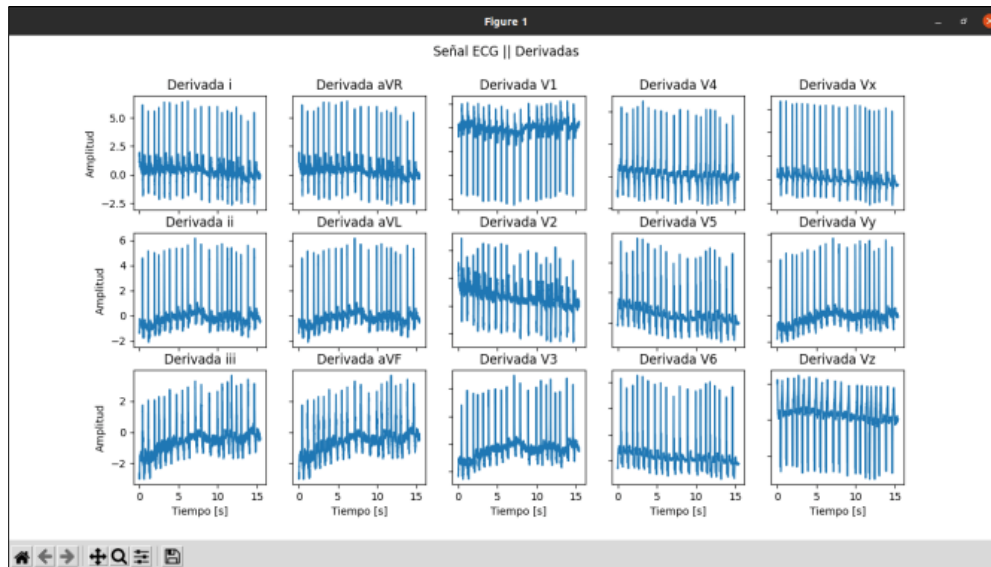 Figure 1
Señal ECG || Derivadas
Derivada i
Derivada aVR
Derivada V1
Derivada V4
Derivada Vx
Amplitud
5.0
2.5
0.0
−2.5
Derivada ii
Derivada aVL
Derivada V2
Derivada V5
Derivada Vy
Amplitud
6
4
2
0
−2
Derivada iii
Derivada aVF
Derivada V3
Derivada V6
Derivada Vz
Amplitud
2
0
−2
0 5 10 15
0 5 10 15
0 5 10 15
0 5 10 15
0 5 10 15
Tiempo [s]
Tiempo [s]
Tiempo [s]
Tiempo [s]
Tiempo [s]